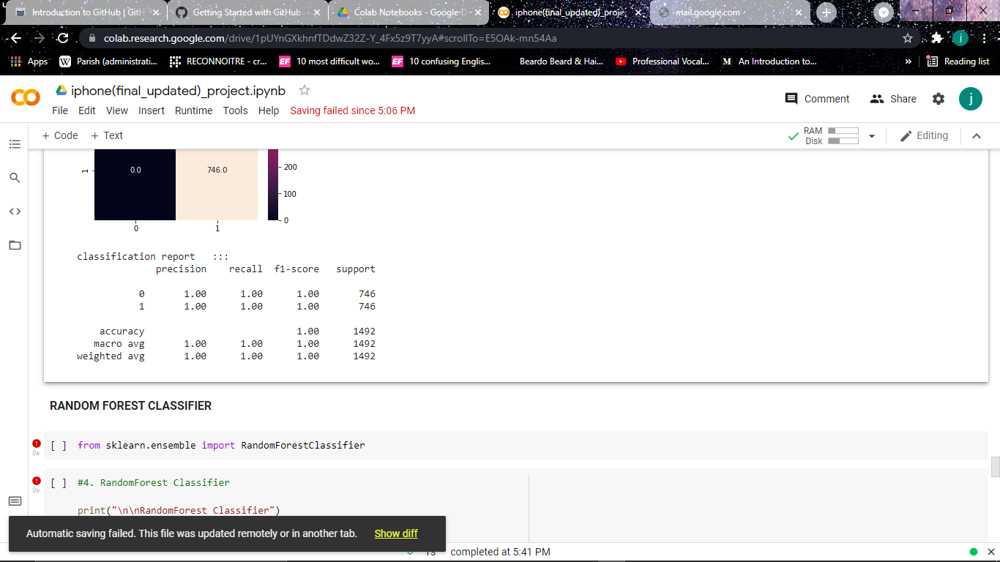 Introduction to GitHub | GitH
Getting Started with GitHub
Colab Notebooks - Google D
iphone(final_updated)_proje
mail.google.com
colab.research.google.com/drive/1pUYnGXkhnfTDdwZ32Z-Y_4Fx5z9T7yyA#scrollTo=E5OAk-mn54Aa
j
Apps
W Parish (administrati...
RECONNOITRE - cr...
EF 10 most difficult wo...
EF 10 confusing Englis...
Beardo Beard & Hai...
Professional Vocal...
M An Introduction to...
»
Reading list
iphone(final_updated)_project.ipynb
Comment
Share
j
File Edit View Insert Runtime Tools Help Saving failed since 5:06 PM
+ Code + Text
RAM
Disk
Editing
1 0.0 746.0
200
100
0
0 1
classification report :::
precision recall f1-score support
0 1.00 1.00 1.00 746
1 1.00 1.00 1.00 746
accuracy 1.00 1492
macro avg 1.00 1.00 1.00 1492
weighted avg 1.00 1.00 1.00 1492
RANDOM FOREST CLASSIFIER
[ ] from sklearn.ensemble import RandomForestClassifier
0s
[ ] #4. RandomForest Classifier
0s
print("\n\nRandomForest Classifier")
Automatic saving failed. This file was updated remotely or in another tab. Show diff
1s completed at 5:41 PM